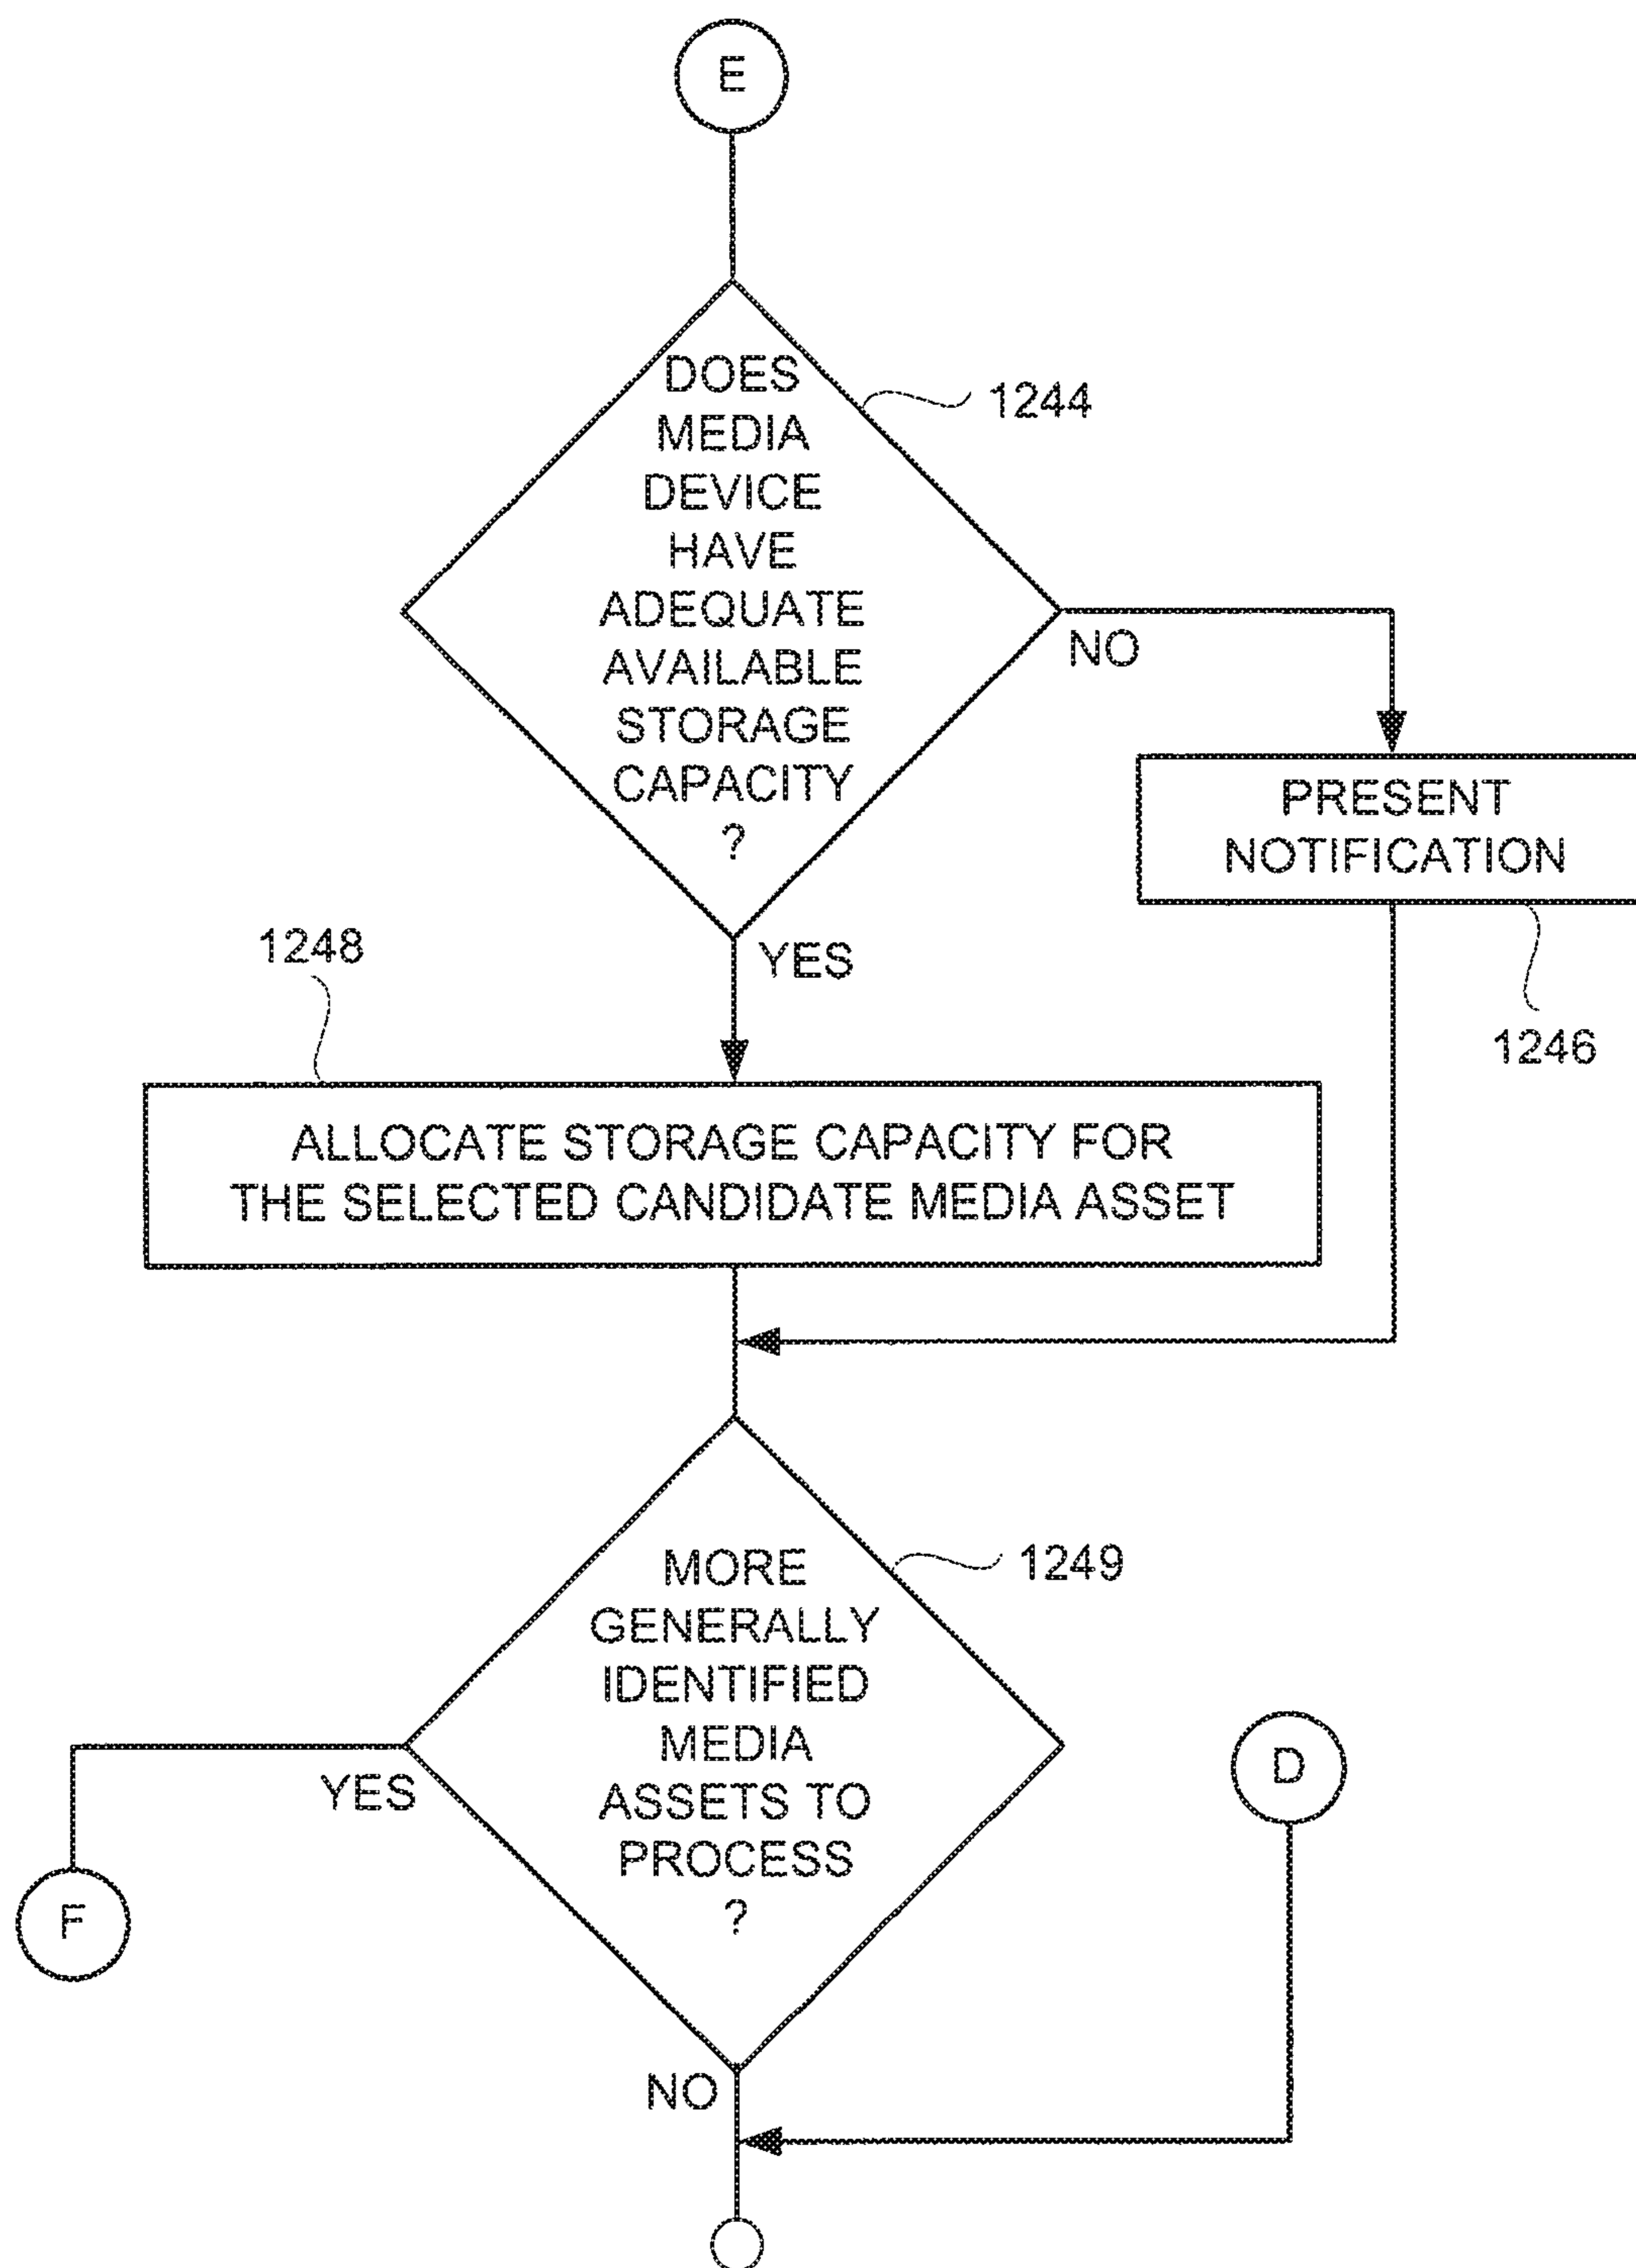 E
DOES
MEDIA
DEVICE
HAVE
ADEQUATE
AVAILABLE
STORAGE
CAPACITY
?
1244
NO
PRESENT
NOTIFICATION
1246
YES
1248
ALLOCATE STORAGE CAPACITY FOR
THE SELECTED CANDIDATE MEDIA ASSET
MORE
GENERALLY
IDENTIFIED
MEDIA
ASSETS TO
PROCESS
?
1249
YES
F
D
NO